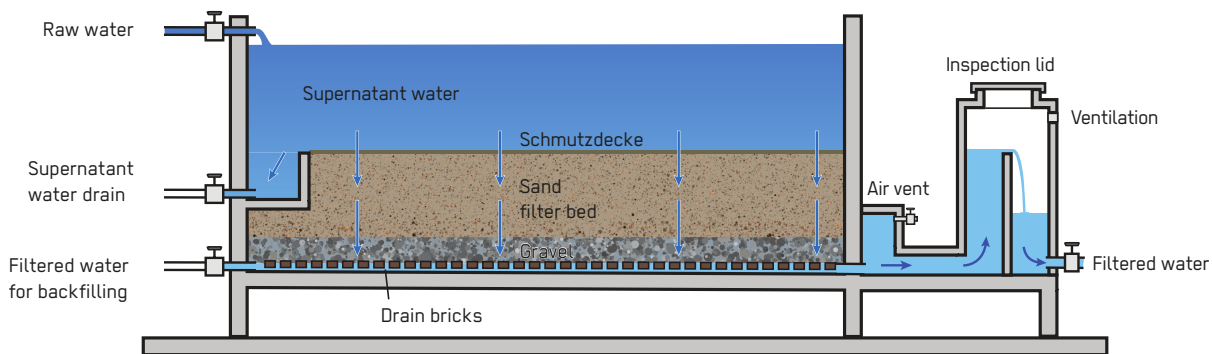 Raw water
Supernatant water
Schmutzdecke
Supernatant
water drain
Sand
filter bed
Gravel
Filtered water
for backfilling
Drain bricks
Air vent
Inspection lid
Ventilation
Filtered water